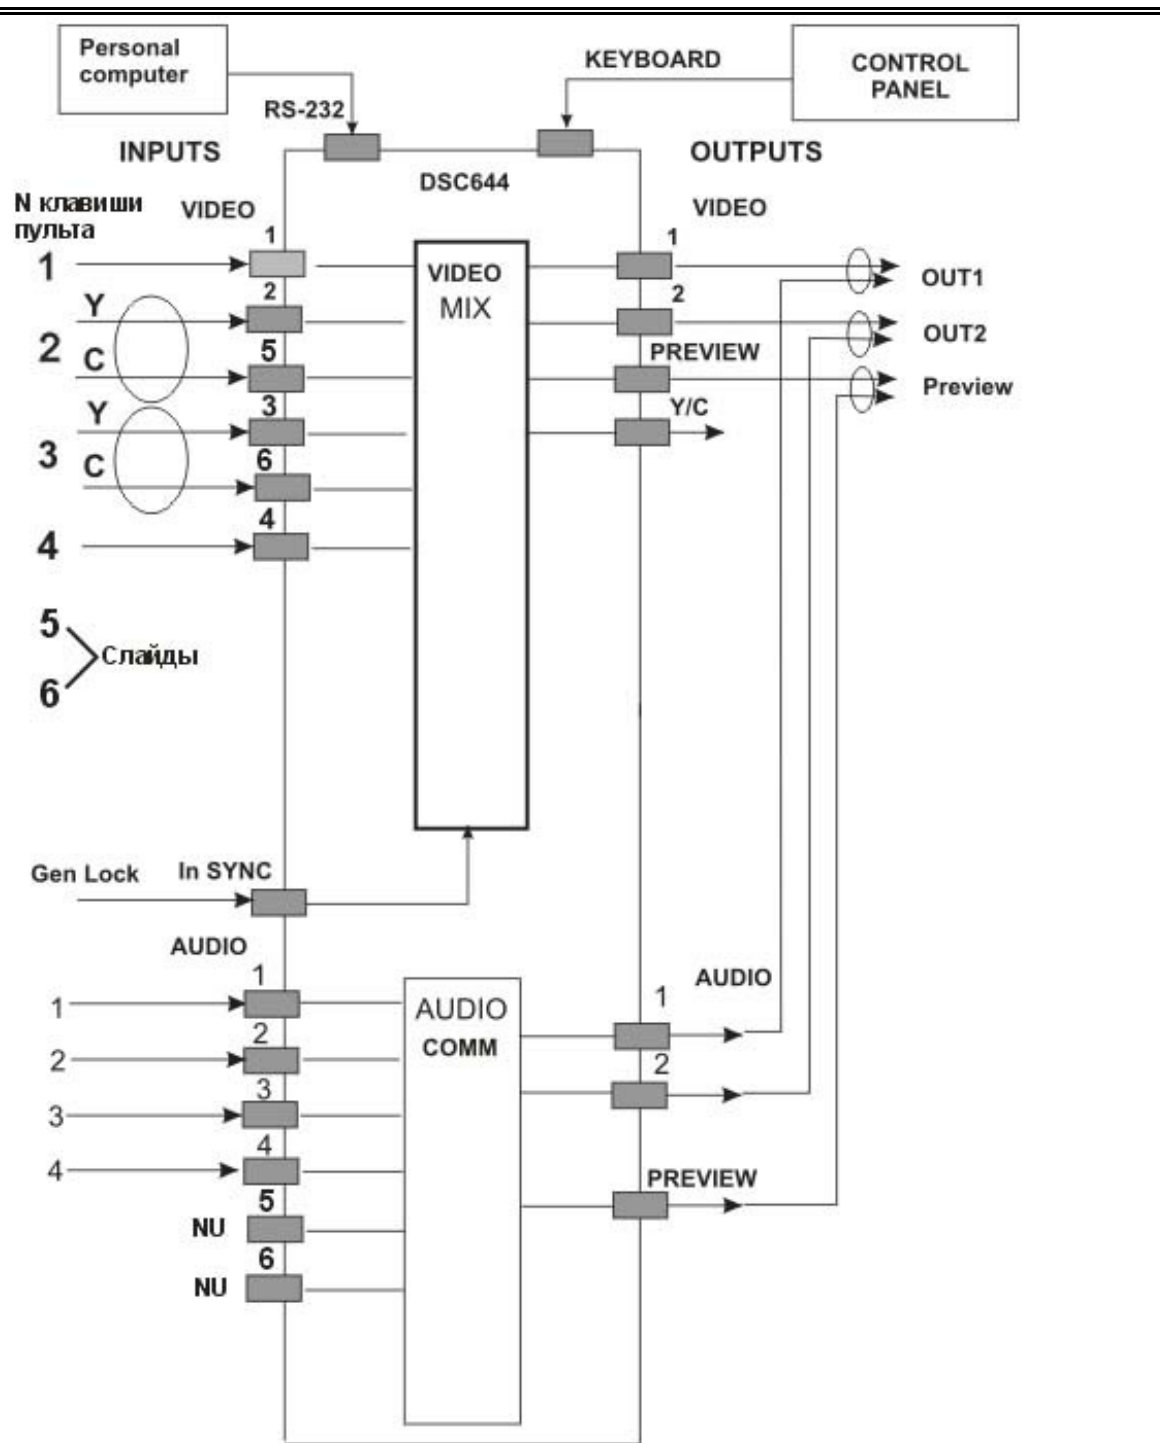 Personal
computer
RS-232
KEYBOARD
CONTROL
PANEL
INPUTS
OUTPUTS
DSC644
N клавиши
пульта
VIDEO
VIDEO
1
1
1
VIDEO
MIX
OUT1
Y
2
2
OUT2
2
C
5
PREVIEW
Preview
Y
3
Y/C
3
C
6
4
4
5
Слайды
6
Gen Lock
In SYNC
AUDIO
AUDIO
1
1
1
AUDIO
COMM
2
2
2
3
3
4
4
PREVIEW
5
NU
6
NU